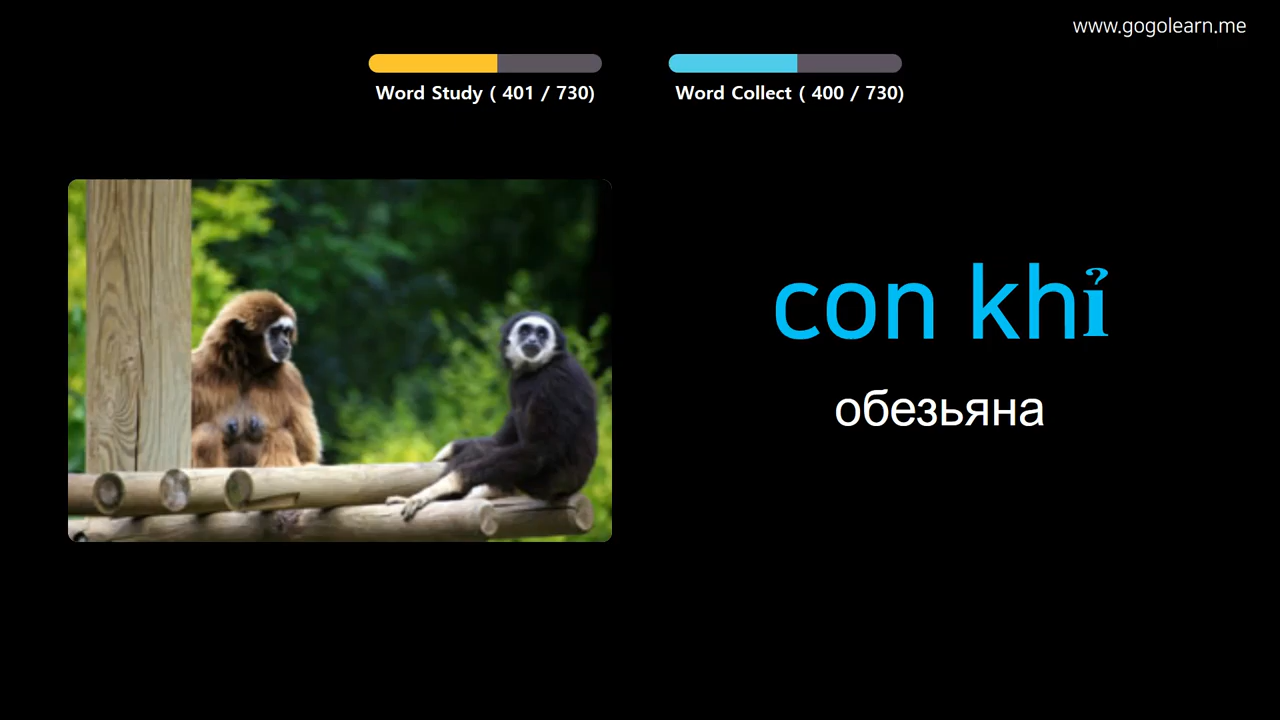 www.gogolearn.me
Word Study ( 401 / 730)
Word Collect ( 400 / 730)
con khỉ
обезьяна